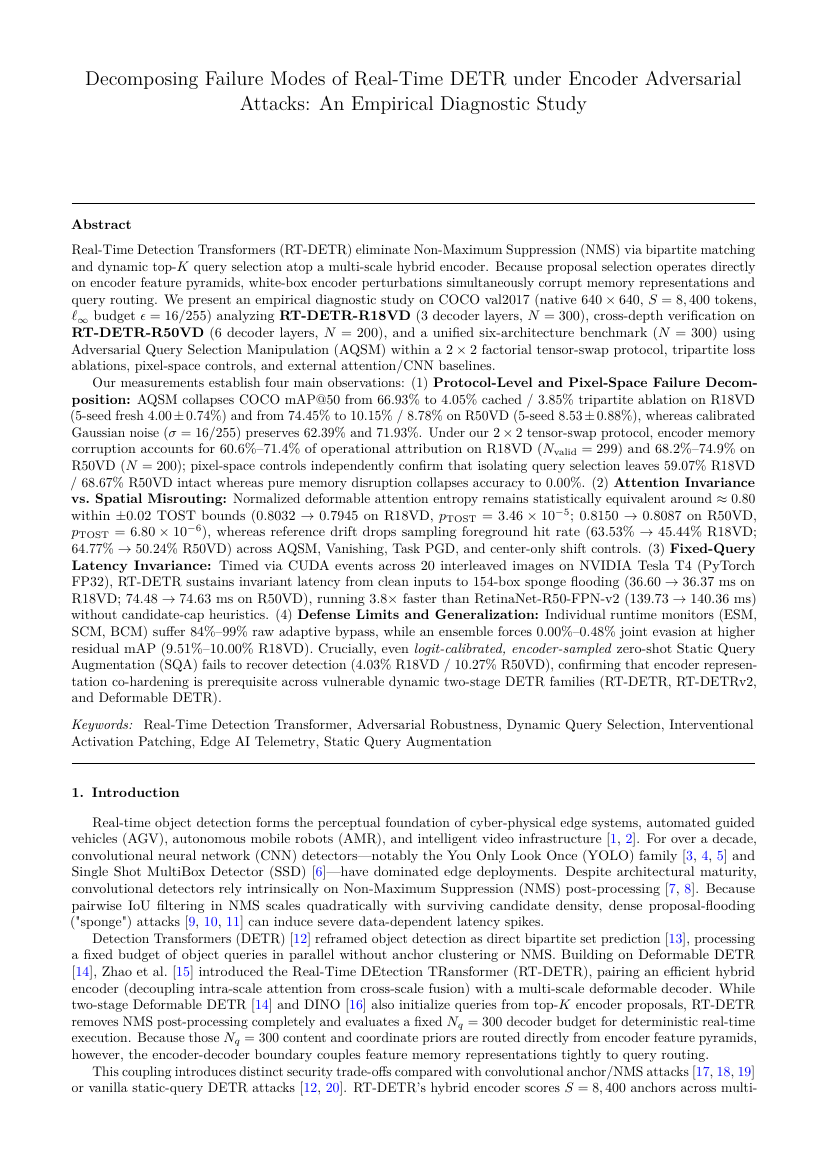 Decomposing Failure Modes of Real-Time DETR under Encoder Adversarial
Attacks: An Empirical Diagnostic Study
Abstract
Real-Time Detection Transformers (RT-DETR) eliminate Non-Maximum Suppression (NMS) via bipartite matching
and dynamic top-K query selection atop a multi-scale hybrid encoder. Because proposal selection operates directly
on encoder feature pyramids, white-box encoder perturbations simultaneously corrupt memory representations and
query routing. We present an empirical diagnostic study on COCO val2017 (native 640 × 640, S = 8, 400 tokens,
ℓ∞ budget ϵ = 16/255) analyzing RT-DETR-R18VD (3 decoder layers, N = 300), cross-depth verification on
RT-DETR-R50VD (6 decoder layers, N = 200), and a unified six-architecture benchmark (N = 300) using
Adversarial Query Selection Manipulation (AQSM) within a 2 × 2 factorial tensor-swap protocol, tripartite loss
ablations, pixel-space controls, and external attention/CNN baselines.
Our measurements establish four main observations: (1) Protocol-Level and Pixel-Space Failure Decom-
position: AQSM collapses COCO mAP@50 from 66.93% to 4.05% cached / 3.85% tripartite ablation on R18VD
(5-seed fresh 4.00±0.74%) and from 74.45% to 10.15% / 8.78% on R50VD (5-seed 8.53±0.88%), whereas calibrated
Gaussian noise (σ = 16/255) preserves 62.39% and 71.93%. Under our 2 × 2 tensor-swap protocol, encoder memory
corruption accounts for 60.6%–71.4% of operational attribution on R18VD (Nvalid = 299) and 68.2%–74.9% on
R50VD (N = 200); pixel-space controls independently confirm that isolating query selection leaves 59.07% R18VD
/ 68.67% R50VD intact whereas pure memory disruption collapses accuracy to 0.00%. (2) Attention Invariance
vs. Spatial Misrouting: Normalized deformable attention entropy remains statistically equivalent around ≈ 0.80
within ±0.02 TOST bounds (0.8032 → 0.7945 on R18VD, pTOST = 3.46 × 10−5; 0.8150 → 0.8087 on R50VD,
pTOST = 6.80 × 10−6), whereas reference drift drops sampling foreground hit rate (63.53% → 45.44% R18VD;
64.77% → 50.24% R50VD) across AQSM, Vanishing, Task PGD, and center-only shift controls. (3) Fixed-Query
Latency Invariance: Timed via CUDA events across 20 interleaved images on NVIDIA Tesla T4 (PyTorch
FP32), RT-DETR sustains invariant latency from clean inputs to 154-box sponge flooding (36.60 → 36.37 ms on
R18VD; 74.48 → 74.63 ms on R50VD), running 3.8× faster than RetinaNet-R50-FPN-v2 (139.73 → 140.36 ms)
without candidate-cap heuristics. (4) Defense Limits and Generalization: Individual runtime monitors (ESM,
SCM, BCM) suffer 84%–99% raw adaptive bypass, while an ensemble forces 0.00%–0.48% joint evasion at higher
residual mAP (9.51%–10.00% R18VD). Crucially, even logit-calibrated, encoder-sampled zero-shot Static Query
Augmentation (SQA) fails to recover detection (4.03% R18VD / 10.27% R50VD), confirming that encoder represen-
tation co-hardening is prerequisite across vulnerable dynamic two-stage DETR families (RT-DETR, RT-DETRv2,
and Deformable DETR).
Keywords: Real-Time Detection Transformer, Adversarial Robustness, Dynamic Query Selection, Interventional
Activation Patching, Edge AI Telemetry, Static Query Augmentation
1. Introduction
Real-time object detection forms the perceptual foundation of cyber-physical edge systems, automated guided
vehicles (AGV), autonomous mobile robots (AMR), and intelligent video infrastructure [1, 2]. For over a decade,
convolutional neural network (CNN) detectors—notably the You Only Look Once (YOLO) family [3, 4, 5] and
Single Shot MultiBox Detector (SSD) [6]—have dominated edge deployments. Despite architectural maturity,
convolutional detectors rely intrinsically on Non-Maximum Suppression (NMS) post-processing [7, 8]. Because
pairwise IoU filtering in NMS scales quadratically with surviving candidate density, dense proposal-flooding
("sponge") attacks [9, 10, 11] can induce severe data-dependent latency spikes.
Detection Transformers (DETR) [12] reframed object detection as direct bipartite set prediction [13], processing
a fixed budget of object queries in parallel without anchor clustering or NMS. Building on Deformable DETR
[14], Zhao et al. [15] introduced the Real-Time DEtection TRansformer (RT-DETR), pairing an efficient hybrid
encoder (decoupling intra-scale attention from cross-scale fusion) with a multi-scale deformable decoder. While
two-stage Deformable DETR [14] and DINO [16] also initialize queries from top-K encoder proposals, RT-DETR
removes NMS post-processing completely and evaluates a fixed Nq = 300 decoder budget for deterministic real-time
execution. Because those Nq = 300 content and coordinate priors are routed directly from encoder feature pyramids,
however, the encoder-decoder boundary couples feature memory representations tightly to query routing.
This coupling introduces distinct security trade-offs compared with convolutional anchor/NMS attacks [17, 18, 19]
or vanilla static-query DETR attacks [12, 20]. RT-DETR's hybrid encoder scores S = 8, 400 anchors across multi-